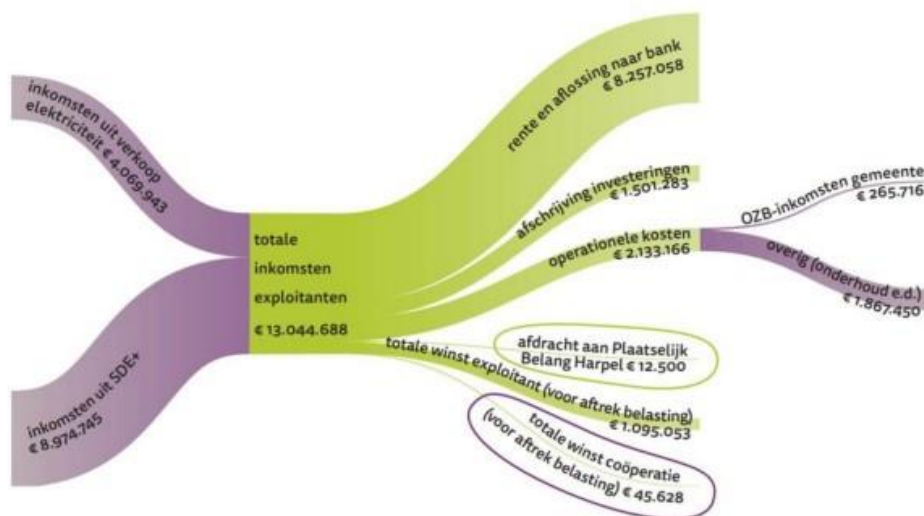 inkomsten uit verkoop
elektriciteit € 4.069.943
inkomsten uit SDE+
€ 8.974.745
totale
inkomsten
exploitanten
€ 13.044.688
rente en aflossing naar bank
€ 8.257.058
afschrijving investeringen
€ 1.501.283
operationele kosten
€ 2.133.166
OZB-inkomsten gemeente
€ 265.716
overig (onderhoud e.d.)
€ 1.867.450
afdracht aan Plaatselijk
Belang Harpel € 12.500
totale winst exploitant (voor aftrek belasting)
€ 1.095.053
totale winst coöperatie
(voor aftrek belasting) € 45.628